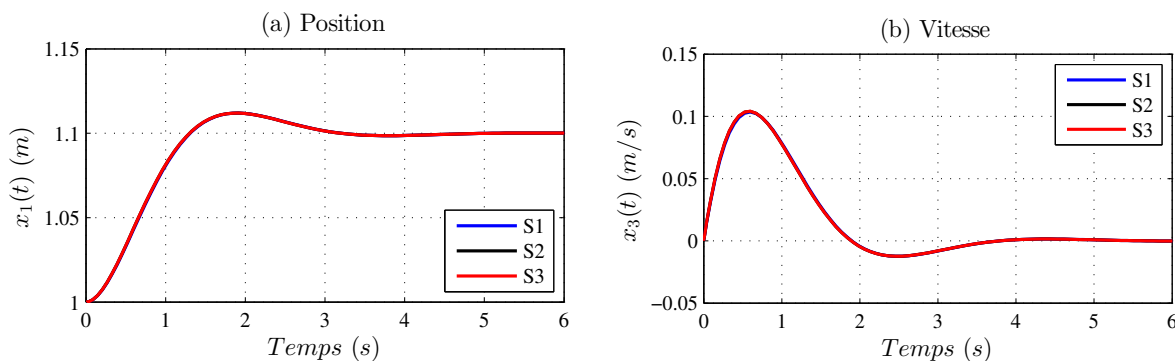 (a) Position
1.15
1.10
1.05
1
x₁(t) (m)
S1
S2
S3
0 1 2 3 4 5 6
Temps (s)
(b) Vitesse
0.15
0.1
0.05
0
−0.05
x₃(t) (m/s)
S1
S2
S3
0 1 2 3 4 5 6
Temps (s)